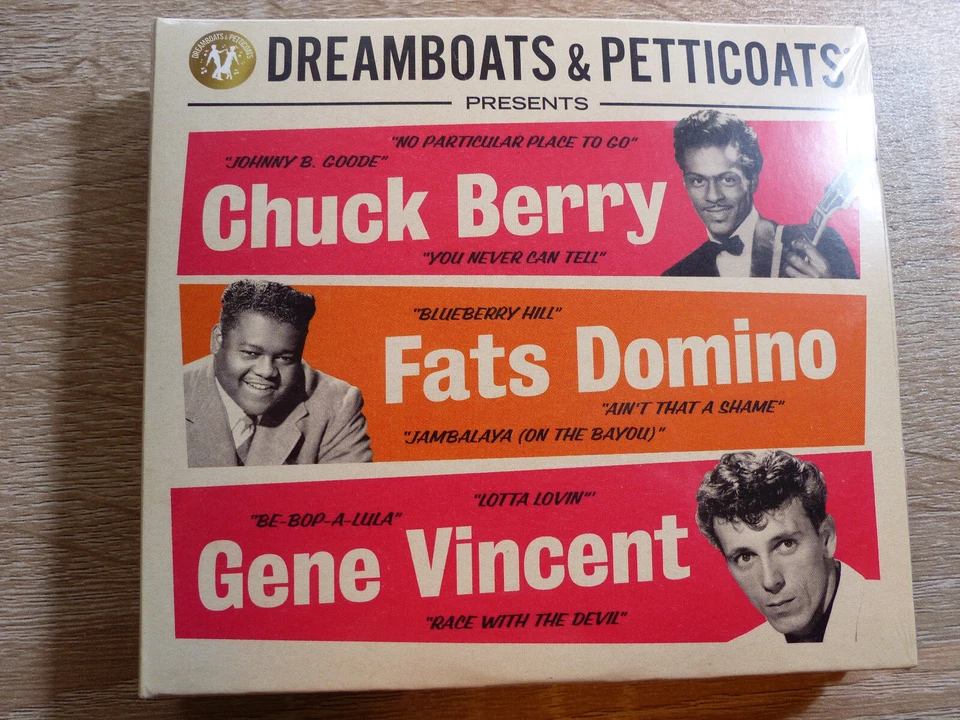 DREAMBOATS & PETTICOATS
DREAMBOATS & PETTICOATS
PRESENTS
"NO PARTICULAR PLACE TO GO"
"JOHNNY B. GOODE"
Chuck Berry
"YOU NEVER CAN TELL"
"BLUEBERRY HILL"
Fats Domino
"AIN'T THAT A SHAME"
"JAMBALAYA (ON THE BAYOU)"
"LOTTA LOVIN'"
"BE-BOP-A-LULA"
Gene Vincent
"RACE WITH THE DEVIL"